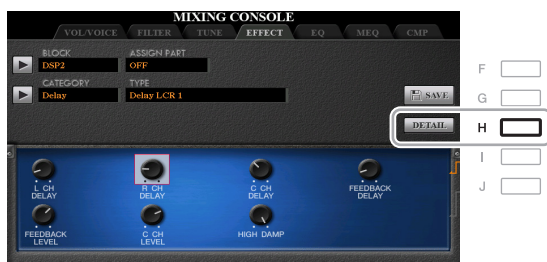 MIXING CONSOLE
VOL/VOICE FILTER TUNE EFFECT EQ MEQ CMP
BLOCK ASSIGN PART
DSP2 OFF
CATEGORY TYPE
Delay Delay LCR 1
SAVE
DETAIL
F
G
H
I
J
L CH DELAY
R CH DELAY
C CH DELAY
FEEDBACK DELAY
FEEDBACK LEVEL
C CH LEVEL
HIGH DAMP